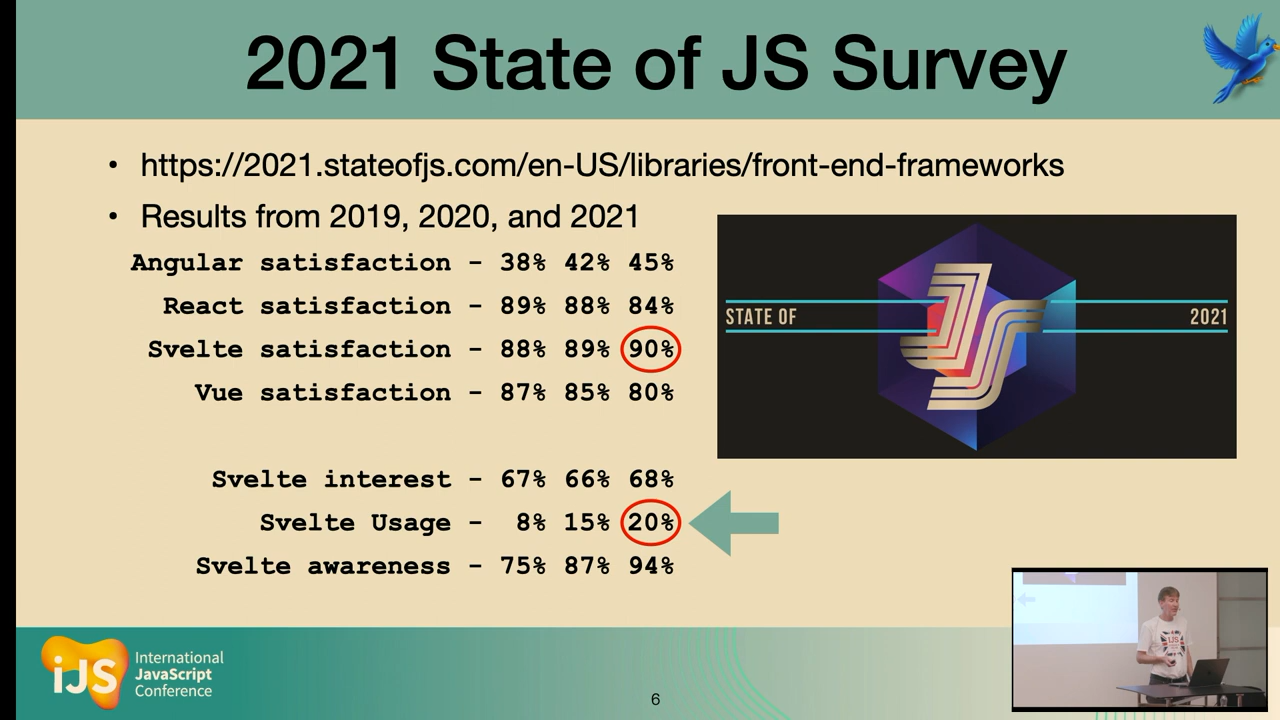 2021 State of JS Survey
• https://2021.stateofjs.com/en-US/libraries/front-end-frameworks
• Results from 2019, 2020, and 2021
Angular satisfaction - 38% 42% 45%
React satisfaction - 89% 88% 84%
Svelte satisfaction - 88% 89% 90%
Vue satisfaction - 87% 85% 80%
Svelte interest - 67% 66% 68%
Svelte Usage - 8% 15% 20%
Svelte awareness - 75% 87% 94%
STATE OF JS 2021
iJS
International
JavaScript
Conference
6